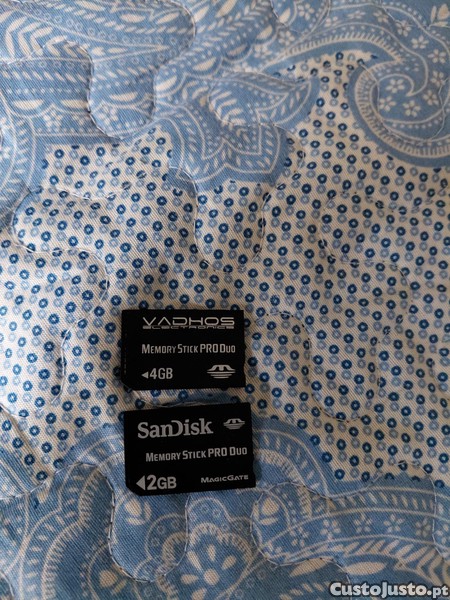 VADHOS
ELECTRONICS
MEMORY STICK PRO DUO
4GB
SanDisk
MEMORY STICK PRO DUO
2GB MAGICGATE
CustoJusto.pt